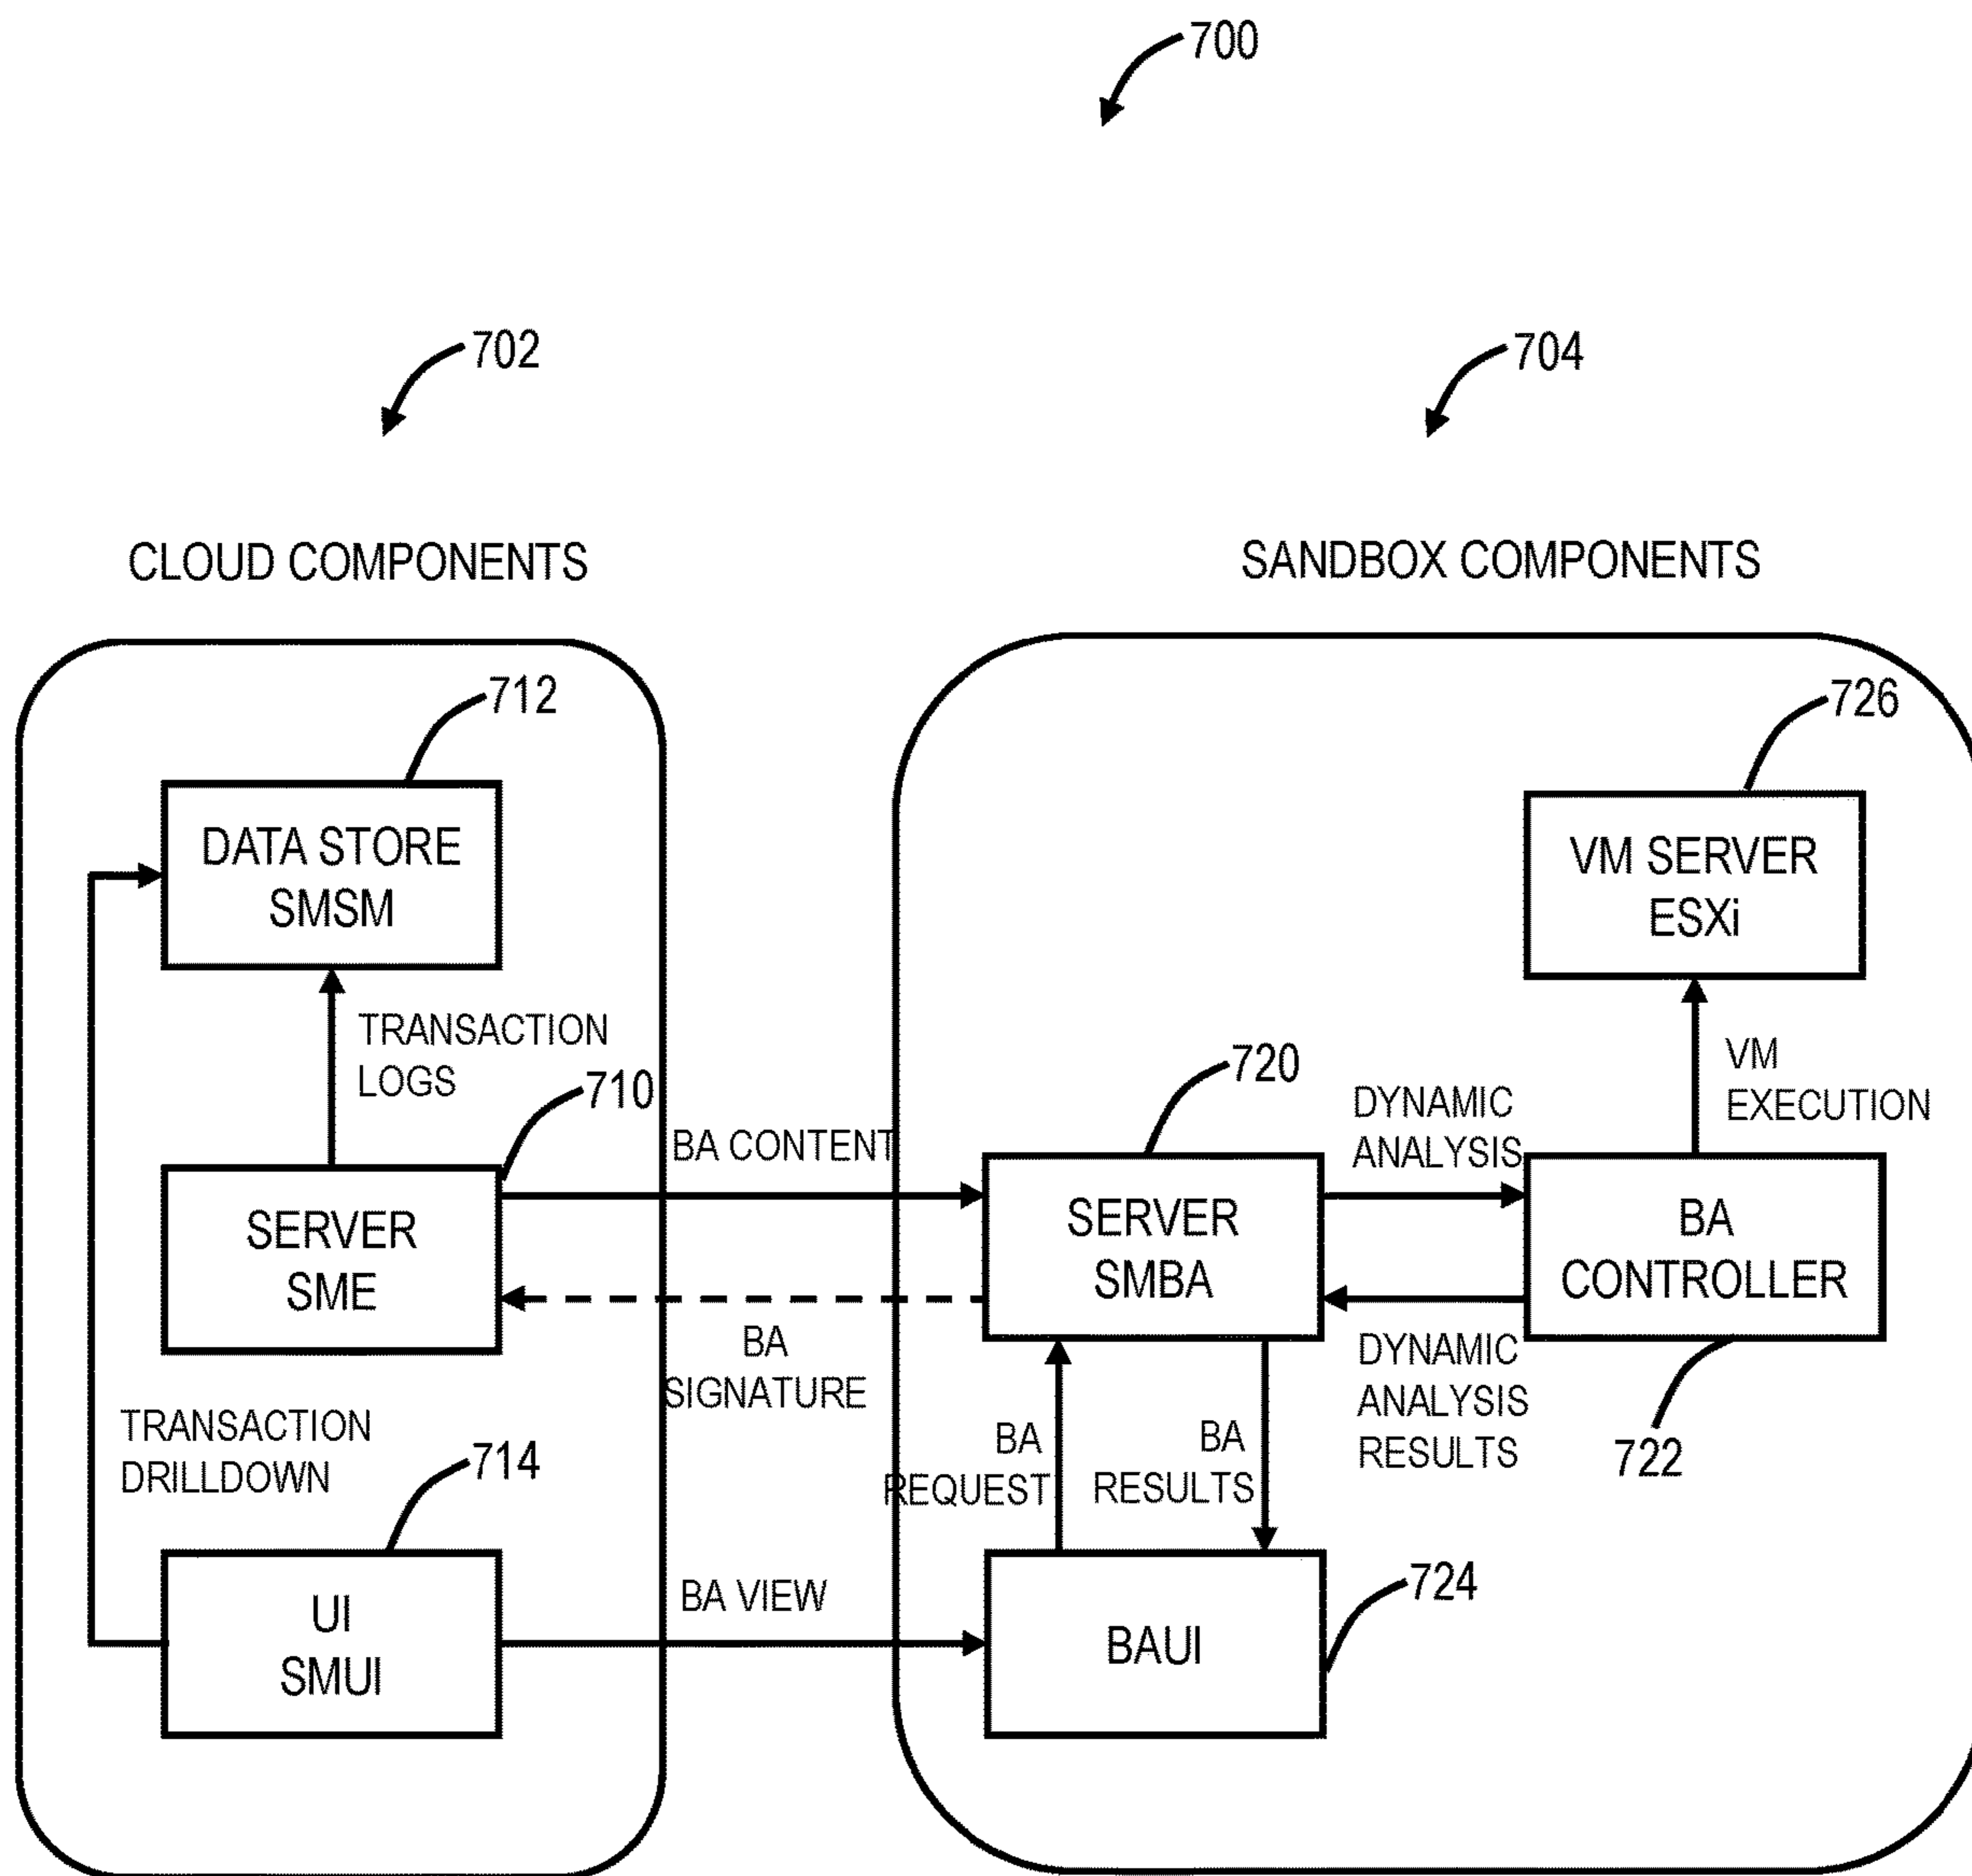 700
702
704
CLOUD COMPONENTS
SANDBOX COMPONENTS
712
726
DATA STORE
SMSM
VM SERVER
ESXi
TRANSACTION
LOGS
710
720
VM
EXECUTION
BA CONTENT
DYNAMIC
ANALYSIS
SERVER
SME
SERVER
SMBA
BA
CONTROLLER
BA
SIGNATURE
DYNAMIC
ANALYSIS
RESULTS
722
TRANSACTION
DRILLDOWN
714
BA
REQUEST
BA
RESULTS
UI
SMUI
BA VIEW
BAUI
724